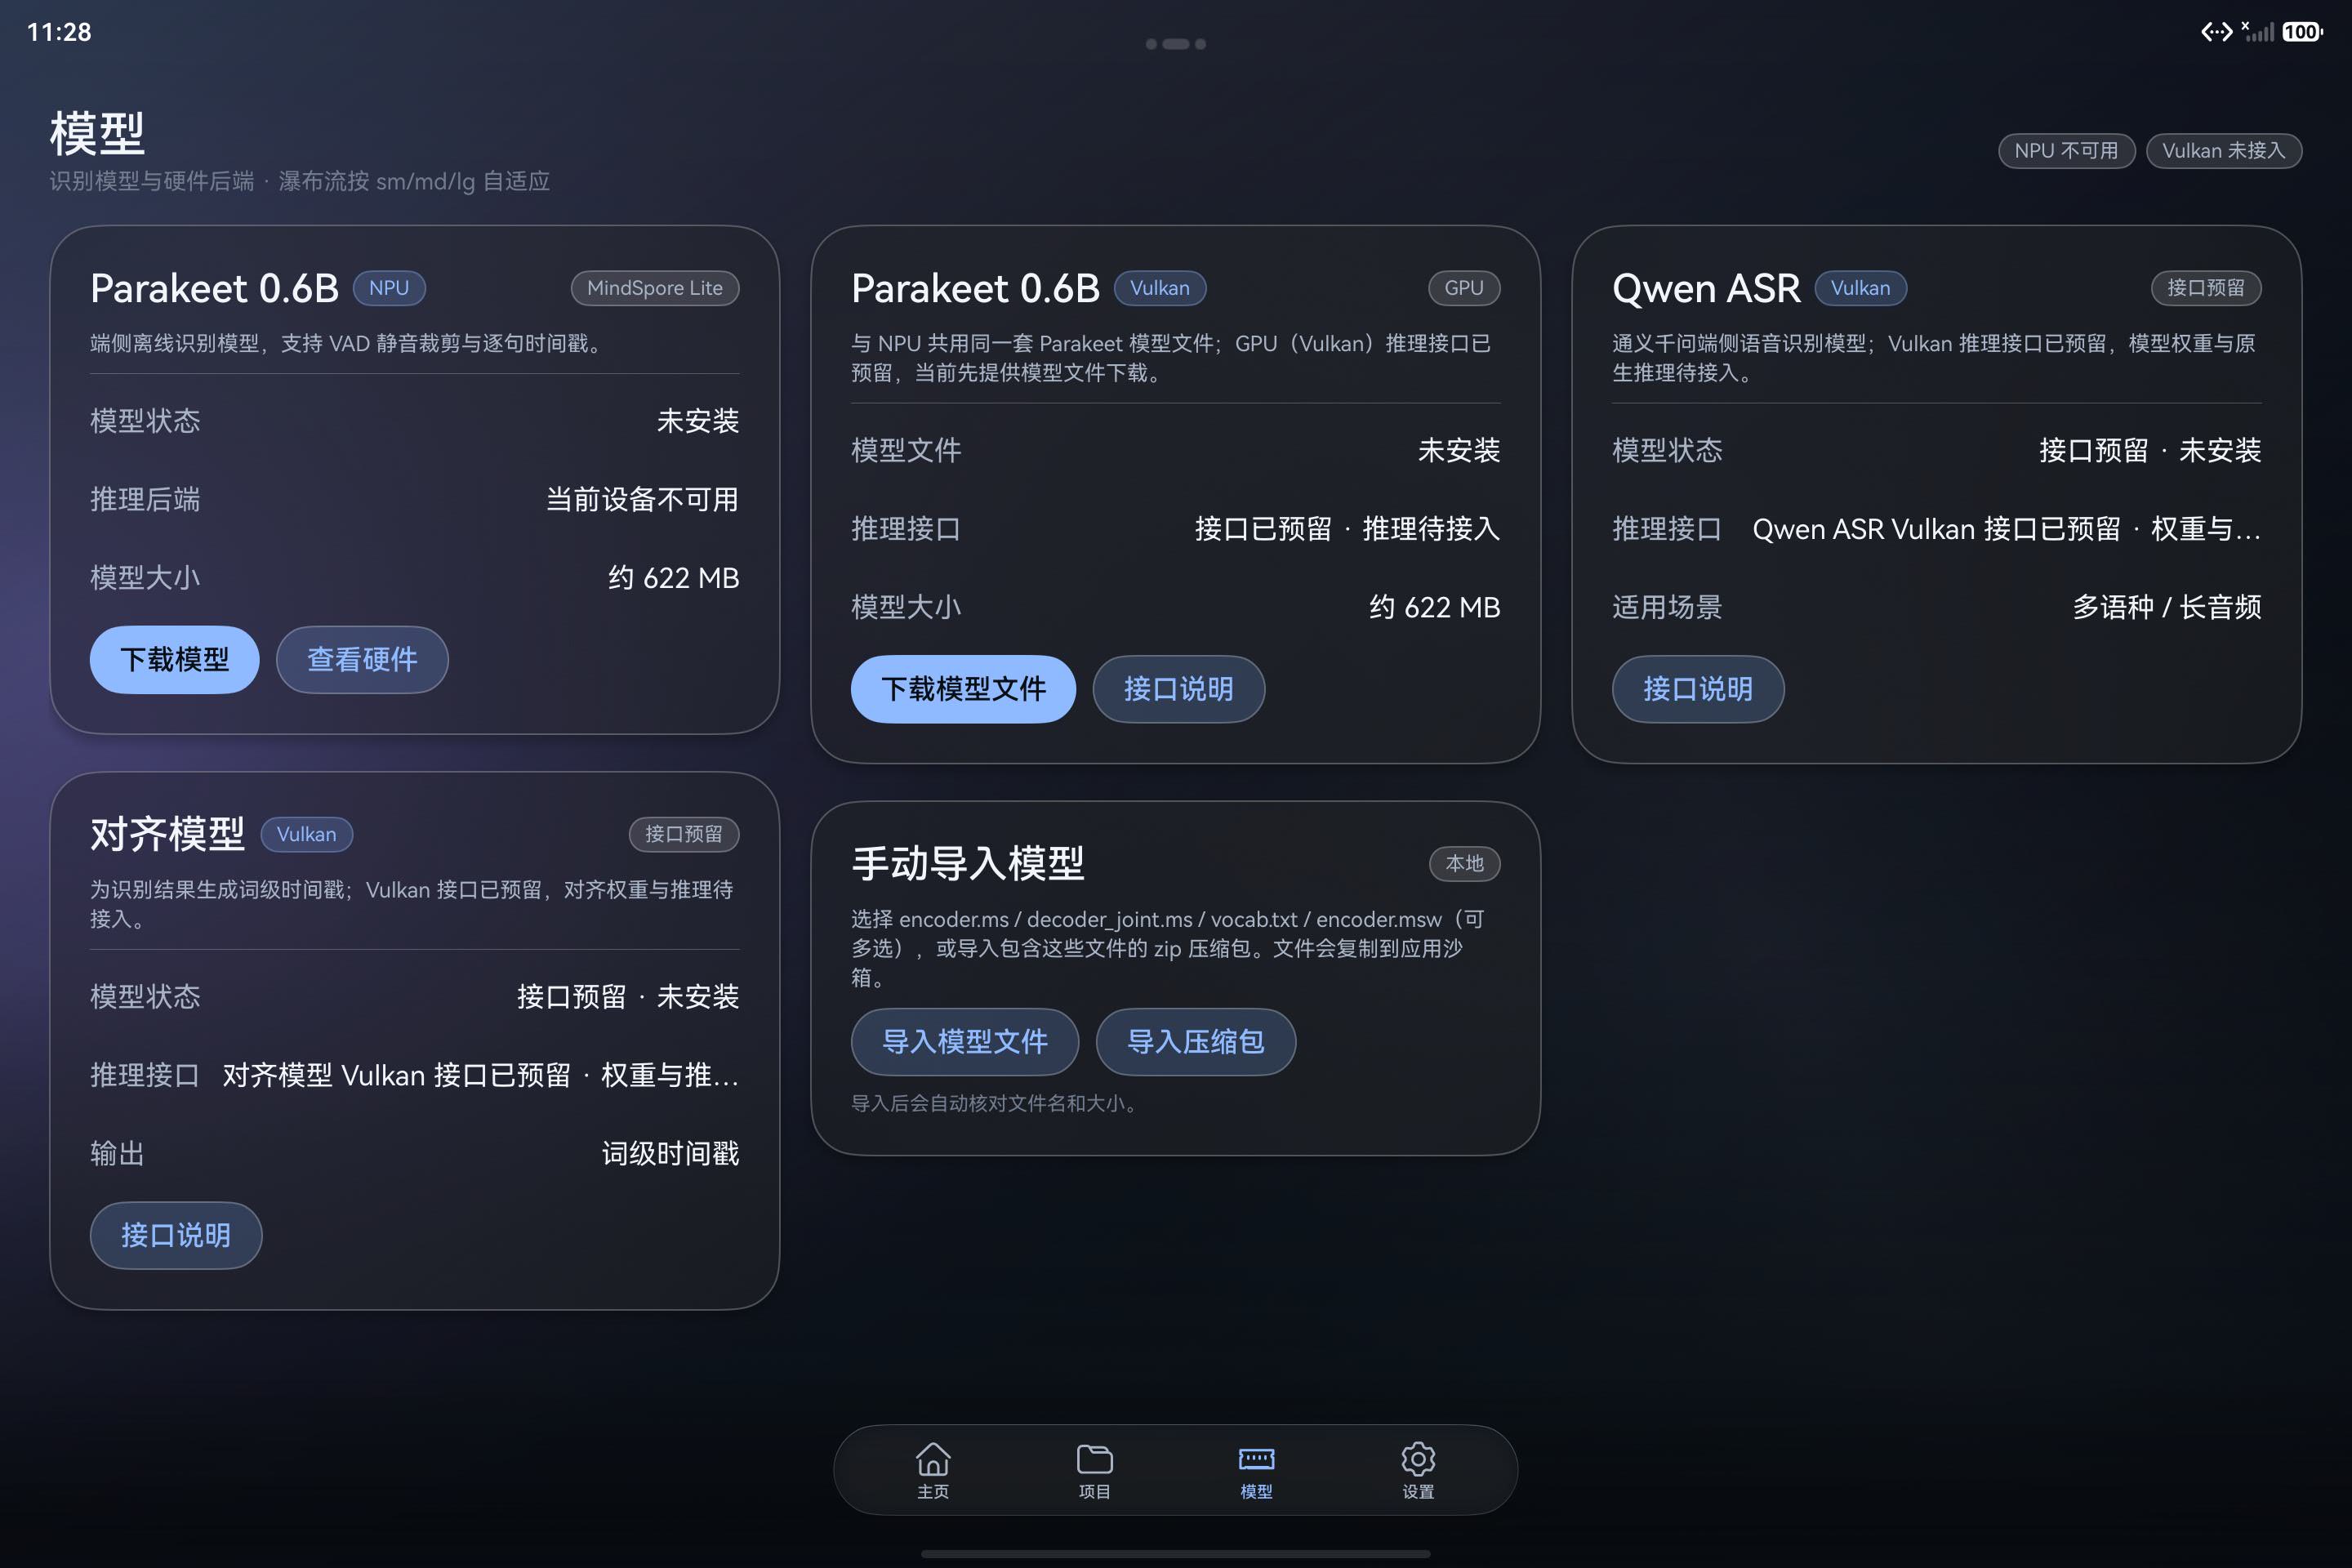 11:28
100
模型
识别模型与硬件后端 · 瀑布流按 sm/md/lg 自适应
NPU 不可用
Vulkan 未接入
Parakeet 0.6B
NPU
MindSpore Lite
端侧离线识别模型，支持 VAD 静音裁剪与逐句时间戳。
模型状态
未安装
推理后端
当前设备不可用
模型大小
约 622 MB
下载模型
查看硬件
Parakeet 0.6B
Vulkan
GPU
与 NPU 共用同一套 Parakeet 模型文件；GPU（Vulkan）推理接口已
预留，当前先提供模型文件下载。
模型文件
未安装
推理接口
接口已预留 · 推理待接入
模型大小
约 622 MB
下载模型文件
接口说明
Qwen ASR
Vulkan
接口预留
通义千问端侧语音识别模型；Vulkan 推理接口已预留，模型权重与原
生推理待接入。
模型状态
接口预留 · 未安装
推理接口
Qwen ASR Vulkan 接口已预留 · 权重与…
适用场景
多语种 / 长音频
接口说明
对齐模型
Vulkan
接口预留
为识别结果生成词级时间戳；Vulkan 接口已预留，对齐权重与推理待
接入。
模型状态
接口预留 · 未安装
推理接口
对齐模型 Vulkan 接口已预留 · 权重与推…
输出
词级时间戳
接口说明
手动导入模型
本地
选择 encoder.ms / decoder_joint.ms / vocab.txt / encoder.msw（可
多选），或导入包含这些文件的 zip 压缩包。文件会复制到应用沙
箱。
导入模型文件
导入压缩包
导入后会自动核对文件名和大小。
主页
项目
模型
设置